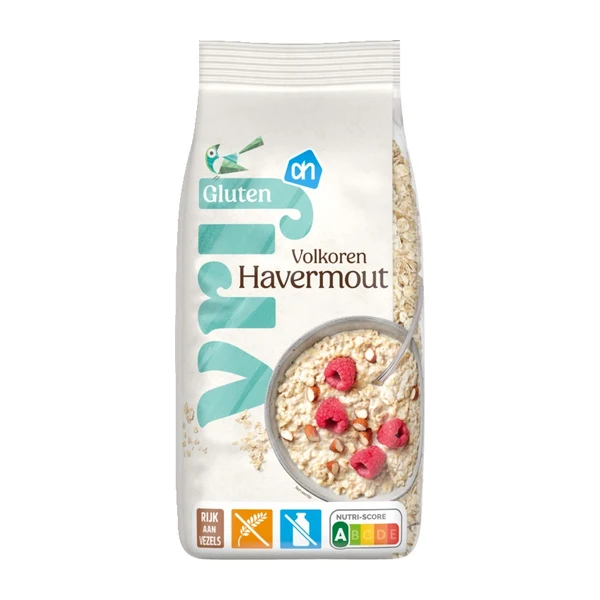 ah
Gluten
vrij
Volkoren
Havermout
RIJK
AAN
VEZELS
NUTRI-SCORE
A B C D E